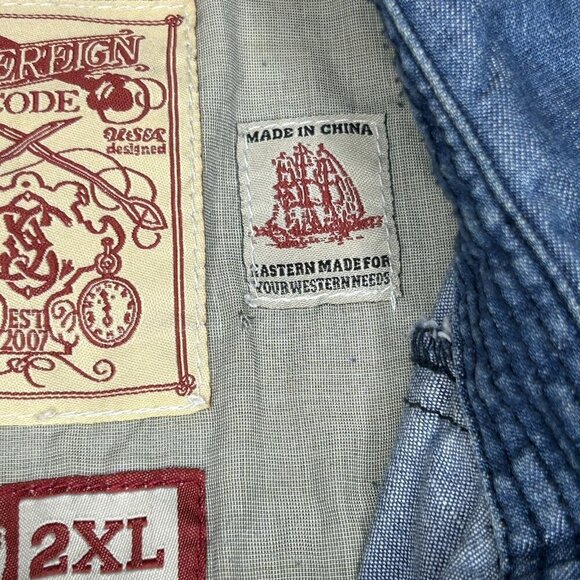 EREIGN
CODE
USA
designed
EST
2007
MADE IN CHINA
EASTERN MADE FOR
YOUR WESTERN NEEDS
2XL